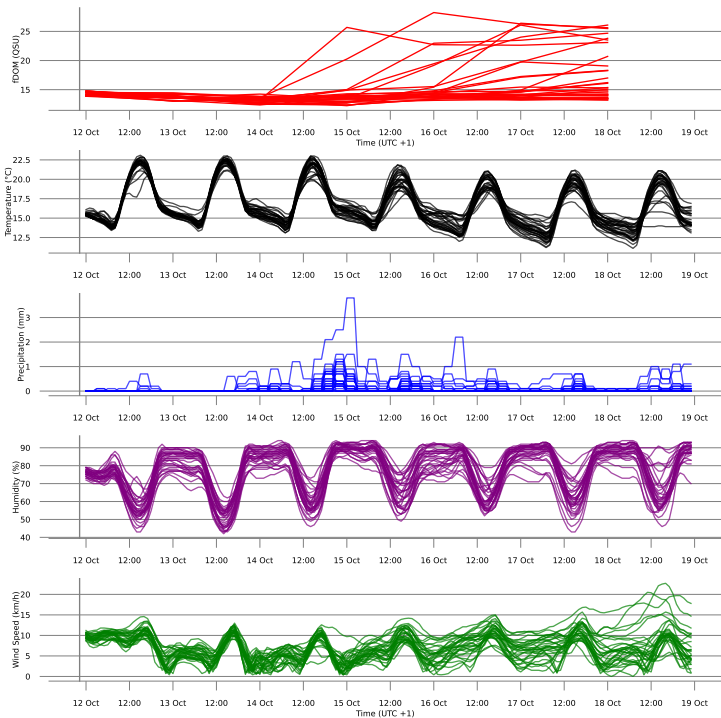 fDOM (QSU)
25
20
15
12 Oct 12:00 13 Oct 12:00 14 Oct 12:00 15 Oct 12:00 16 Oct 12:00 17 Oct 12:00 18 Oct 12:00 19 Oct
Time (UTC +1)
Temperature (°C)
22.5
20.0
17.5
15.0
12.5
12 Oct 12:00 13 Oct 12:00 14 Oct 12:00 15 Oct 12:00 16 Oct 12:00 17 Oct 12:00 18 Oct 12:00 19 Oct
Precipitation (mm)
3
2
1
0
12 Oct 12:00 13 Oct 12:00 14 Oct 12:00 15 Oct 12:00 16 Oct 12:00 17 Oct 12:00 18 Oct 12:00 19 Oct
Humidity (%)
90
80
70
60
50
40
12 Oct 12:00 13 Oct 12:00 14 Oct 12:00 15 Oct 12:00 16 Oct 12:00 17 Oct 12:00 18 Oct 12:00 19 Oct
Wind Speed (km/h)
20
15
10
5
0
12 Oct 12:00 13 Oct 12:00 14 Oct 12:00 15 Oct 12:00 16 Oct 12:00 17 Oct 12:00 18 Oct 12:00 19 Oct
Time (UTC +1)